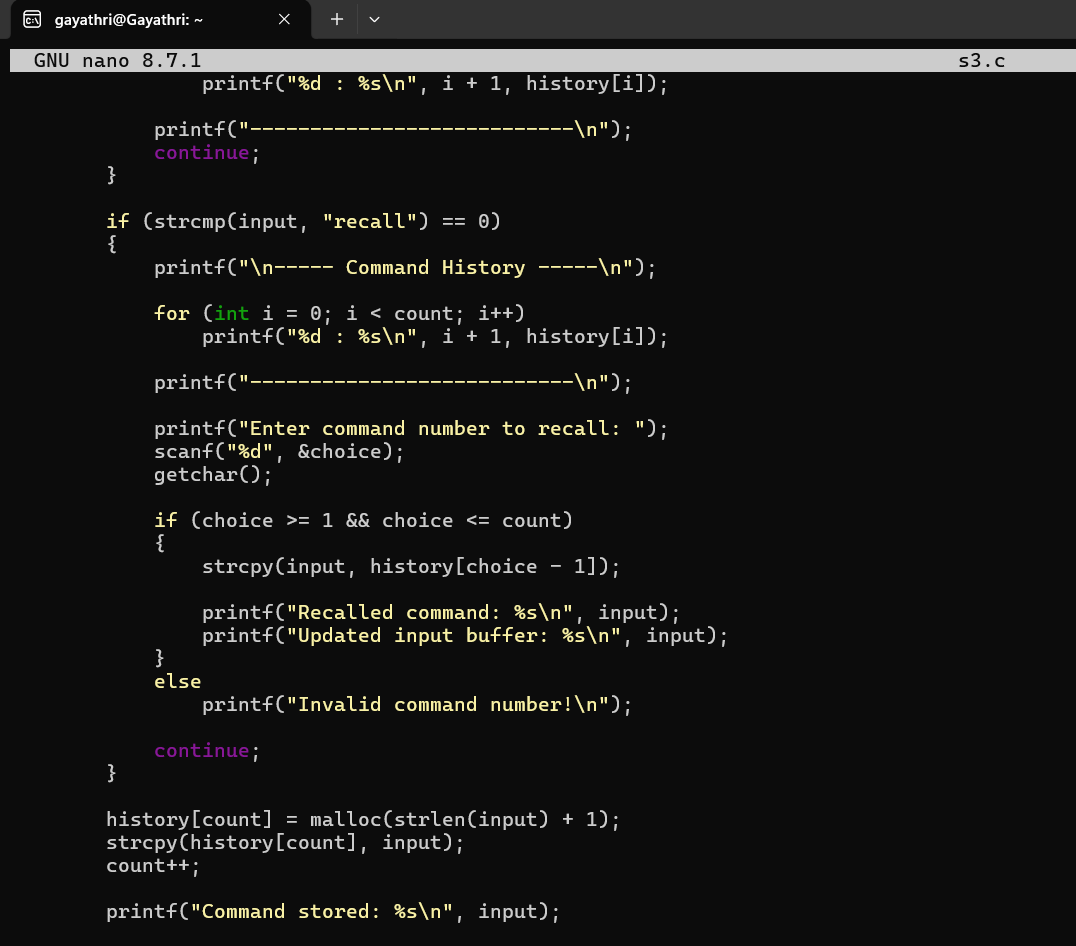 gayathri@Gayathri: ~
GNU nano 8.7.1 s3.c
printf("%d : %s\n", i + 1, history[i]);
printf("---------------------------\n");
continue;
}
if (strcmp(input, "recall") == 0)
{
printf("\n----- Command History -----\n");
for (int i = 0; i < count; i++)
printf("%d : %s\n", i + 1, history[i]);
printf("---------------------------\n");
printf("Enter command number to recall: ");
scanf("%d", &choice);
getchar();
if (choice >= 1 && choice <= count)
{
strcpy(input, history[choice - 1]);
printf("Recalled command: %s\n", input);
printf("Updated input buffer: %s\n", input);
}
else
printf("Invalid command number!\n");
continue;
}
history[count] = malloc(strlen(input) + 1);
strcpy(history[count], input);
count++;
printf("Command stored: %s\n", input);